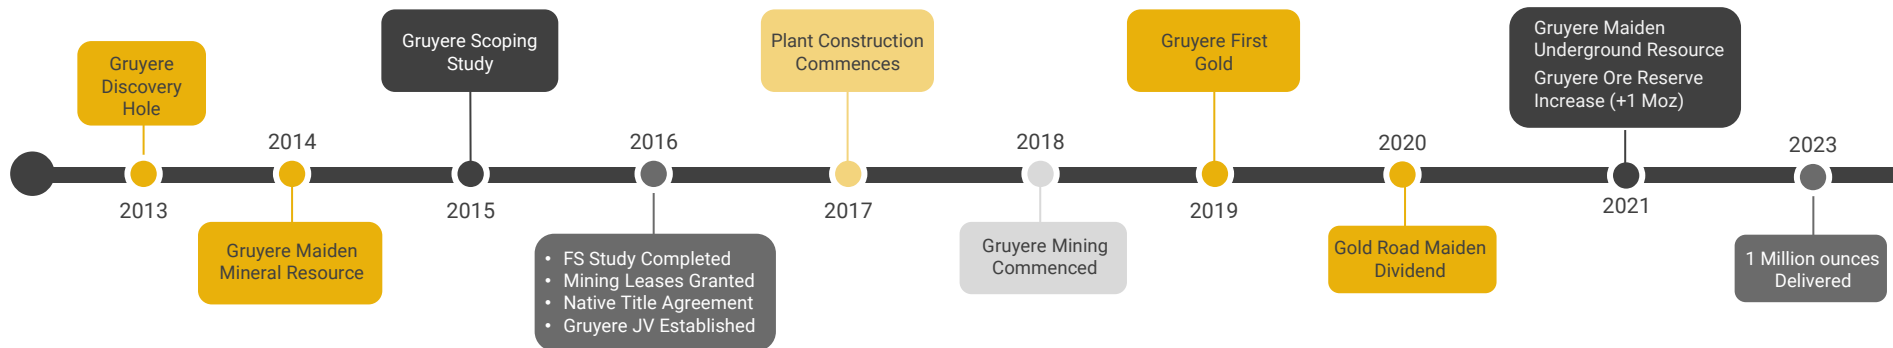 Gruyere
Discovery
Hole
2013
2014
Gruyere Maiden
Mineral Resource
Gruyere Scoping
Study
2015
2016
• FS Study Completed
• Mining Leases Granted
• Native Title Agreement
• Gruyere JV Established
Plant Construction
Commences
2017
2018
Gruyere Mining
Commenced
Gruyere First
Gold
2019
2020
Gold Road Maiden
Dividend
Gruyere Maiden
Underground Resource
Gruyere Ore Reserve
Increase (+1 Moz)
2021
2023
1 Million ounces
Delivered